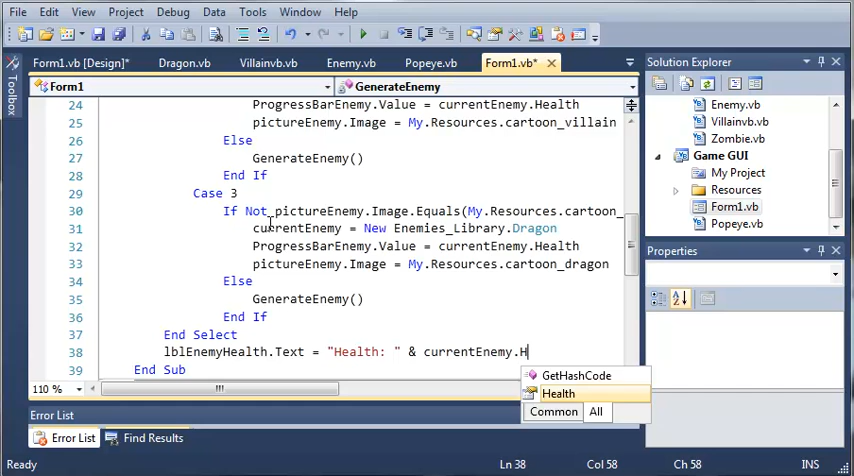 File Edit View Project Debug Data Tools Window Help
Form1.vb [Design]* Dragon.vb Villainvb.vb Enemy.vb Popeye.vb Form1.vb*
Solution Explorer
Toolbox
Form1 GenerateEnemy
24 ProgressBarEnemy.Value = currentEnemy.Health
25 pictureEnemy.Image = My.Resources.cartoon_villain
26 Else
27 GenerateEnemy()
28 End If
29 Case 3
30 If Not pictureEnemy.Image.Equals(My.Resources.cartoon_
31 currentEnemy = New Enemies_Library.Dragon
32 ProgressBarEnemy.Value = currentEnemy.Health
33 pictureEnemy.Image = My.Resources.cartoon_dragon
34 Else
35 GenerateEnemy()
36 End If
37 End Select
38 lblEnemyHealth.Text = "Health: " & currentEnemy.H
39 End Sub
GetHashCode
Health
Common All
110 %
Enemy.vb
Villainvb.vb
Zombie.vb
Game GUI
My Project
Resources
Form1.vb
Popeye.vb
Properties
Error List
Error List Find Results
Ready Ln 38 Col 58 Ch 58 INS